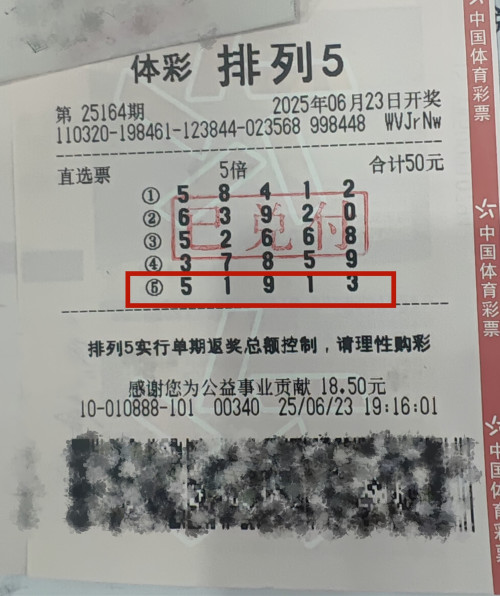 体彩 排列5
第 25164期 2025年06月23日开奖
110320-198461-123844-023568 998448 WVJrNw
直选票 5倍 合计50元
① 5 8 4 1 2
② 6 3 9 2 0
③ 5 2 6 6 8
④ 3 7 8 5 9
⑤ 5 1 9 1 3
已兑付
排列5实行单期返奖总额控制，请理性购彩
感谢您为公益事业贡献 18.50元
10-010888-101 00340 25/06/23 19:16:01
中国体育彩票
中国体育彩票
中国体育彩票